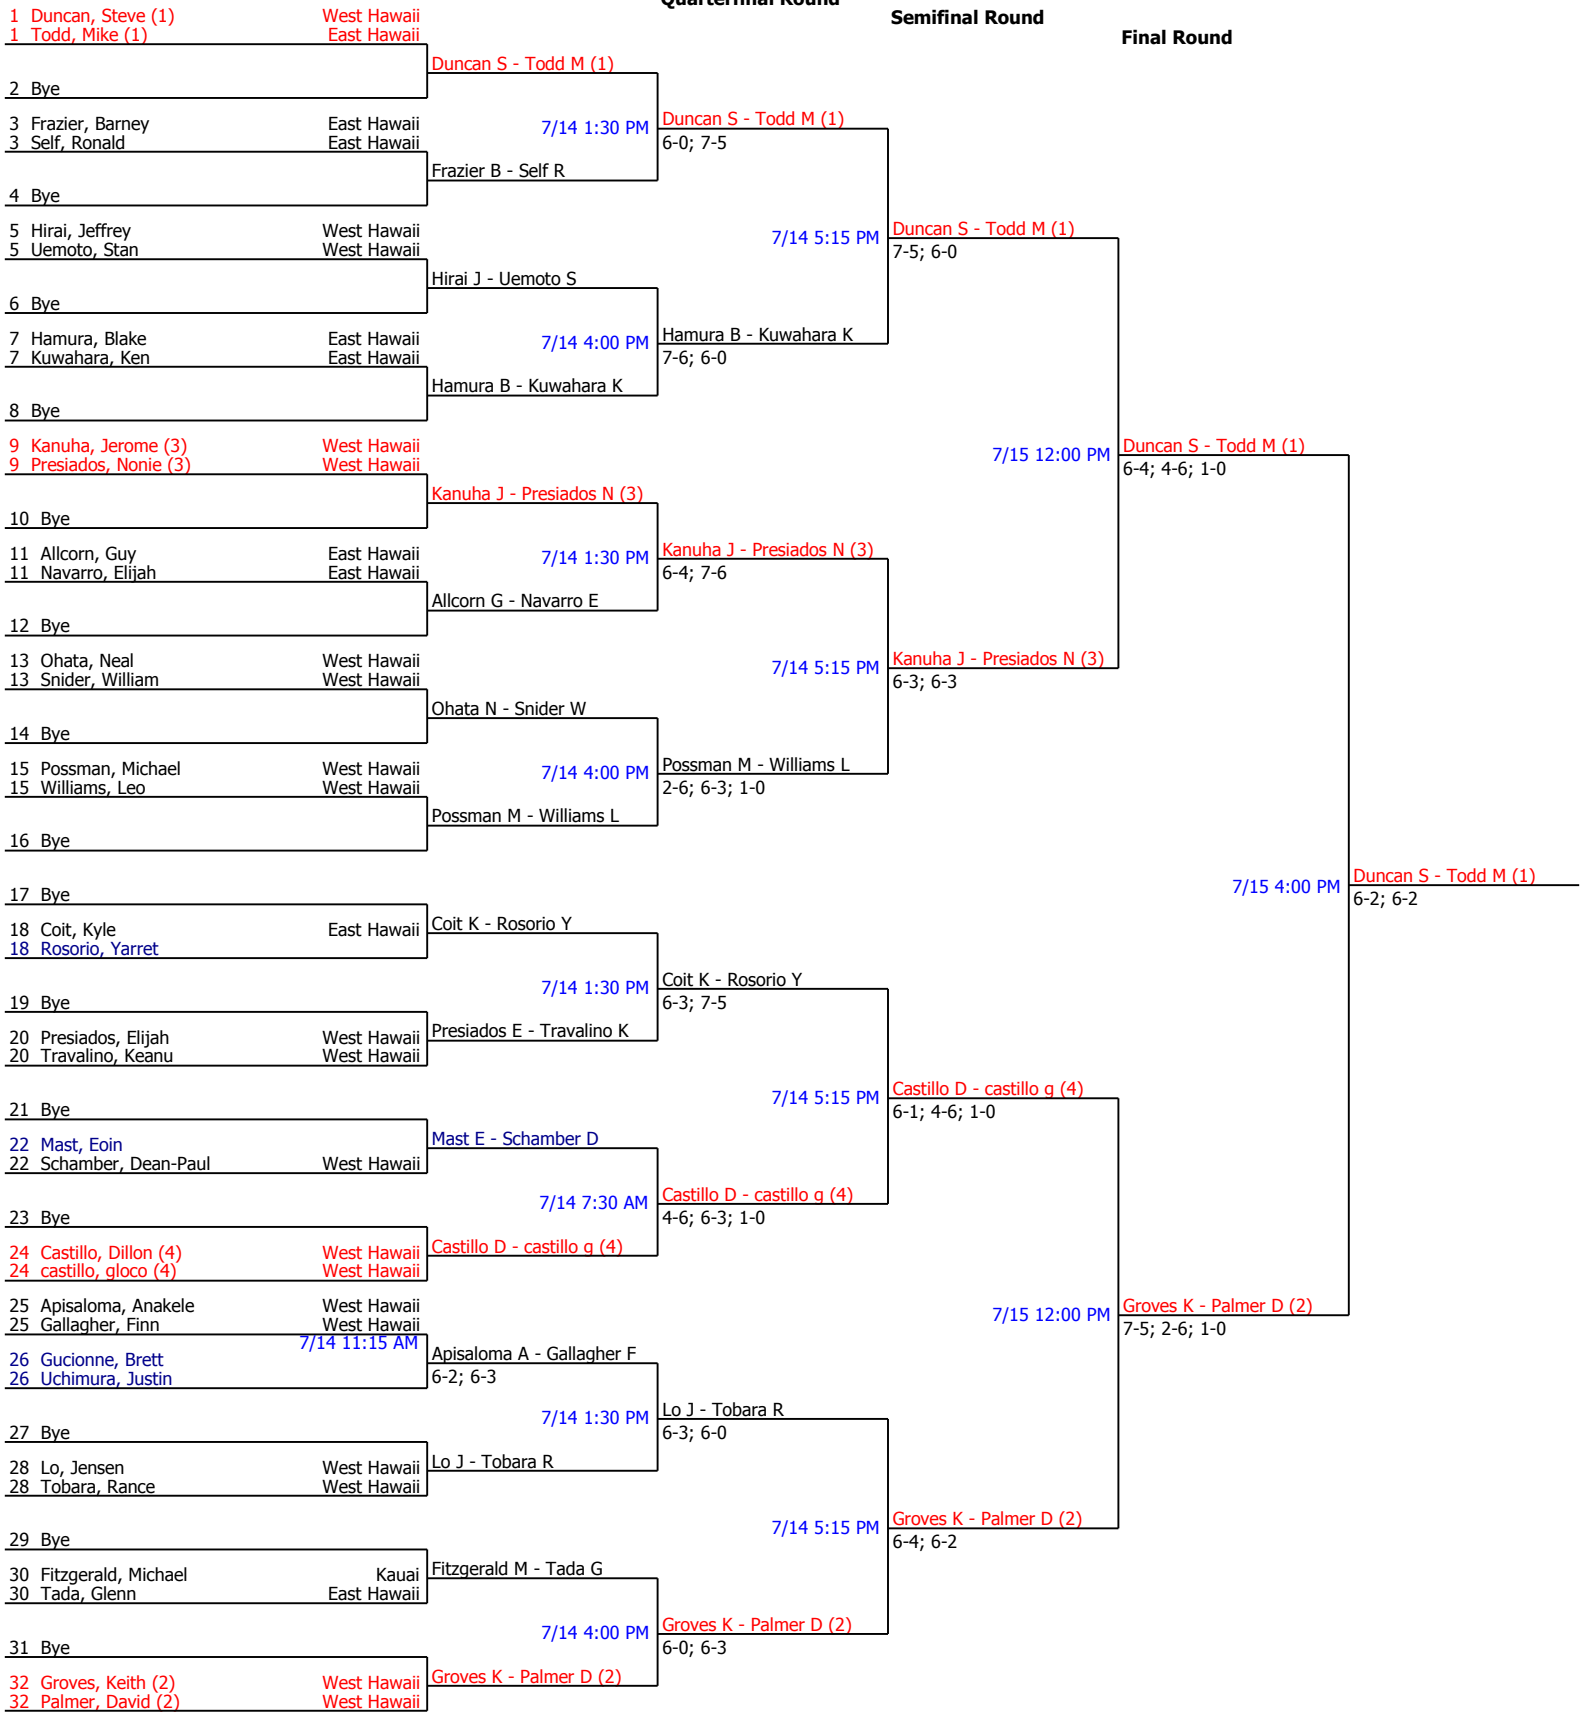 Quarterfinal Round
Semifinal Round
Final Round
1 Duncan, Steve (1) West Hawaii
1 Todd, Mike (1) East Hawaii
Duncan S - Todd M (1)
2 Bye
3 Frazier, Barney East Hawaii
3 Self, Ronald East Hawaii
7/14 1:30 PM
Duncan S - Todd M (1)
6-0; 7-5
Frazier B - Self R
4 Bye
5 Hirai, Jeffrey West Hawaii
5 Uemoto, Stan West Hawaii
7/14 5:15 PM
Duncan S - Todd M (1)
7-5; 6-0
Hirai J - Uemoto S
6 Bye
7 Hamura, Blake East Hawaii
7 Kuwahara, Ken East Hawaii
7/14 4:00 PM
Hamura B - Kuwahara K
7-6; 6-0
Hamura B - Kuwahara K
8 Bye
9 Kanuha, Jerome (3) West Hawaii
9 Presiados, Nonie (3) West Hawaii
7/15 12:00 PM
Duncan S - Todd M (1)
6-4; 4-6; 1-0
Kanuha J - Presiados N (3)
10 Bye
11 Allcorn, Guy East Hawaii
11 Navarro, Elijah East Hawaii
7/14 1:30 PM
Kanuha J - Presiados N (3)
6-4; 7-6
Allcorn G - Navarro E
12 Bye
13 Ohata, Neal West Hawaii
13 Snider, William West Hawaii
7/14 5:15 PM
Kanuha J - Presiados N (3)
6-3; 6-3
Ohata N - Snider W
14 Bye
15 Possman, Michael West Hawaii
15 Williams, Leo West Hawaii
7/14 4:00 PM
Possman M - Williams L
2-6; 6-3; 1-0
Possman M - Williams L
16 Bye
7/15 4:00 PM
Duncan S - Todd M (1)
6-2; 6-2
17 Bye
18 Coit, Kyle East Hawaii
18 Rosorio, Yarret
Coit K - Rosorio Y
7/14 1:30 PM
Coit K - Rosorio Y
6-3; 7-5
19 Bye
20 Presiados, Elijah West Hawaii
20 Travalino, Keanu West Hawaii
Presiados E - Travalino K
7/14 5:15 PM
Castillo D - castillo g (4)
6-1; 4-6; 1-0
21 Bye
22 Mast, Eoin
22 Schamber, Dean-Paul West Hawaii
Mast E - Schamber D
7/14 7:30 AM
Castillo D - castillo g (4)
4-6; 6-3; 1-0
23 Bye
24 Castillo, Dillon (4) West Hawaii
24 castillo, gloco (4) West Hawaii
Castillo D - castillo g (4)
25 Apisaloma, Anakele West Hawaii
25 Gallagher, Finn West Hawaii
7/15 12:00 PM
Groves K - Palmer D (2)
7-5; 2-6; 1-0
7/14 11:15 AM
Apisaloma A - Gallagher F
6-2; 6-3
26 Gucionne, Brett
26 Uchimura, Justin
7/14 1:30 PM
Lo J - Tobara R
6-3; 6-0
27 Bye
28 Lo, Jensen West Hawaii
28 Tobara, Rance West Hawaii
Lo J - Tobara R
7/14 5:15 PM
Groves K - Palmer D (2)
6-4; 6-2
29 Bye
30 Fitzgerald, Michael Kauai
30 Tada, Glenn East Hawaii
Fitzgerald M - Tada G
7/14 4:00 PM
Groves K - Palmer D (2)
6-0; 6-3
31 Bye
32 Groves, Keith (2) West Hawaii
32 Palmer, David (2) West Hawaii
Groves K - Palmer D (2)